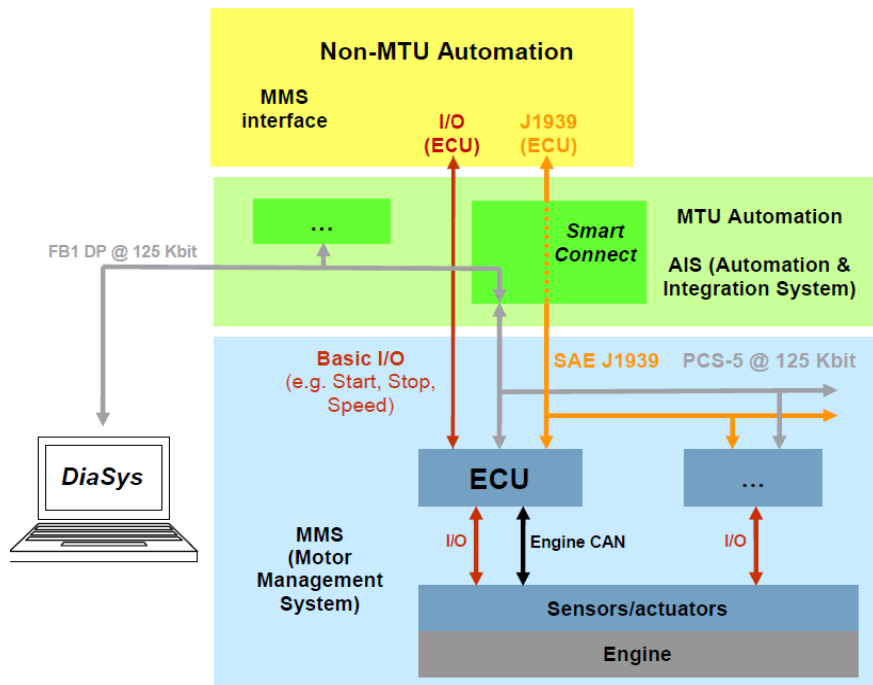 Non-MTU Automation
MMS
interface
I/O
(ECU)
J1939
(ECU)
...
Smart
Connect
MTU Automation
AIS (Automation &
Integration System)
FB1 DP @ 125 Kbit
Basic I/O
(e.g. Start, Stop,
Speed)
SAE J1939
PCS-5 @ 125 Kbit
DiaSys
ECU
...
MMS
(Motor
Management
System)
I/O
Engine CAN
I/O
Sensors/actuators
Engine